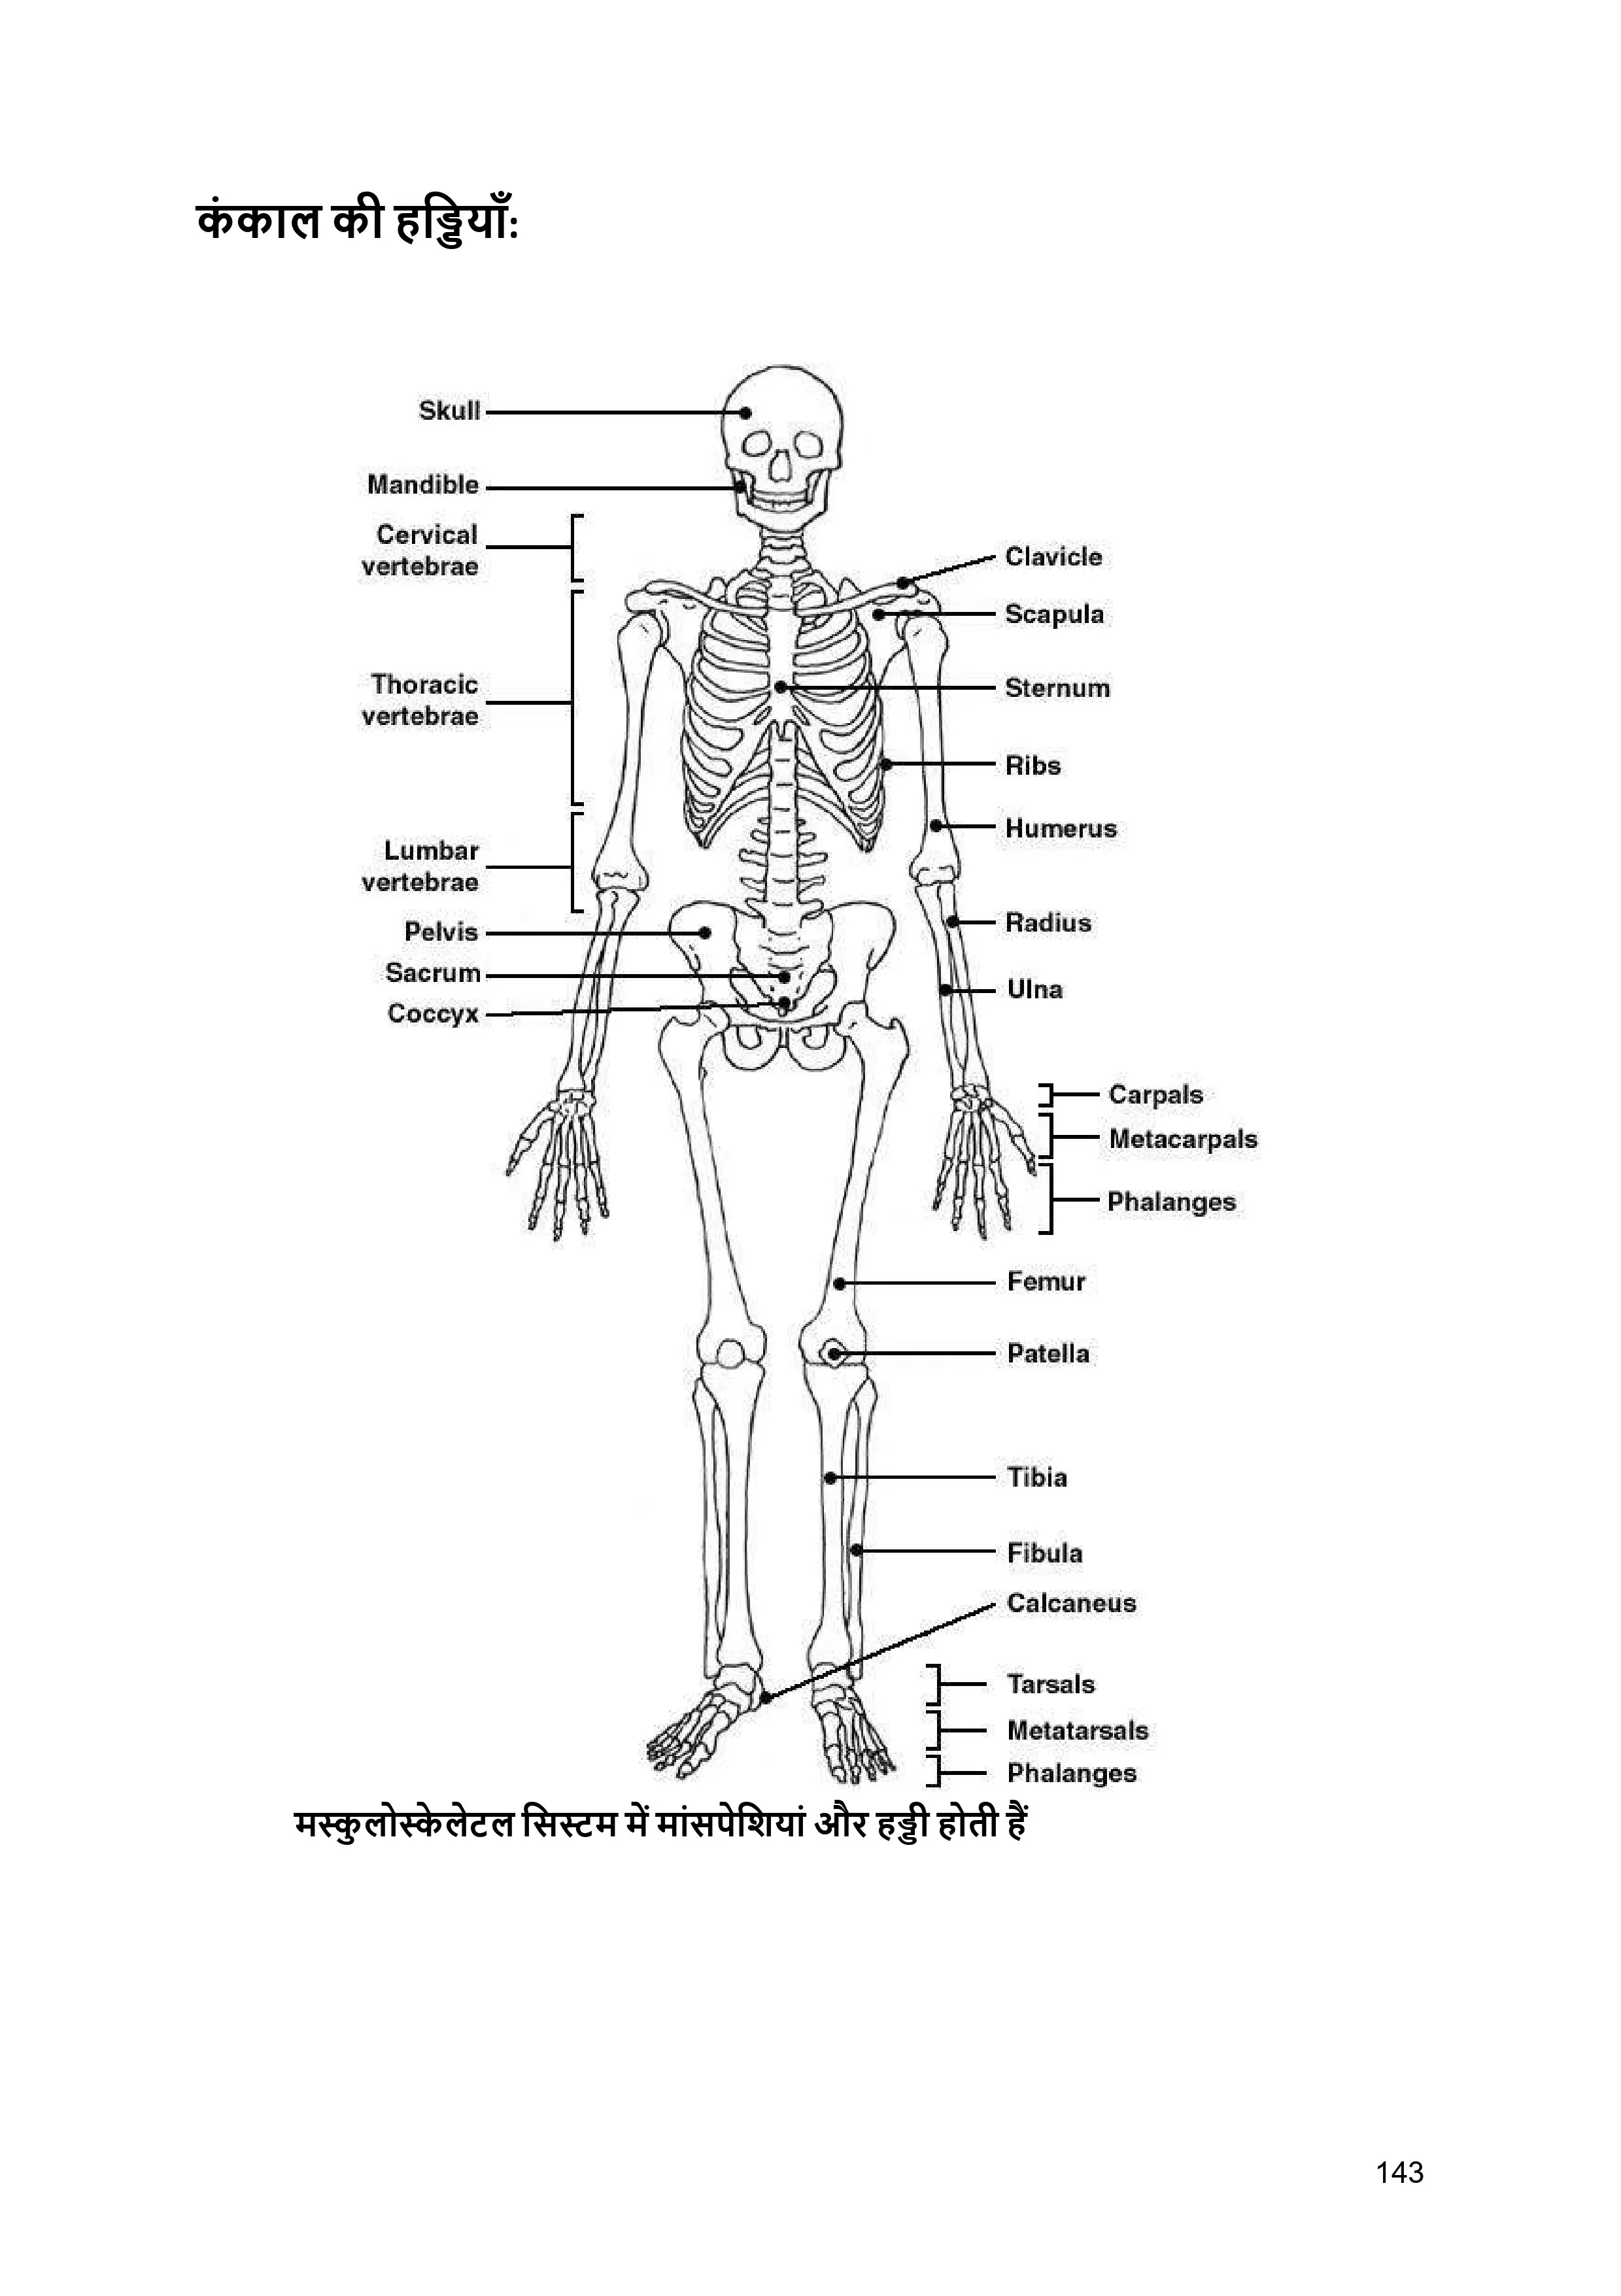 कंकाल की हड्डियाँ:
Skull
Mandible
Cervical
vertebrae
Thoracic
vertebrae
Lumbar
vertebrae
Pelvis
Sacrum
Coccyx
Clavicle
Scapula
Sternum
Ribs
Humerus
Radius
Ulna
Carpals
Metacarpals
Phalanges
Femur
Patella
Tibia
Fibula
Calcaneus
Tarsals
Metatarsals
Phalanges
मस्कुलोस्केलेटल सिस्टम में मांसपेशियां और हड्डी होती हैं
143